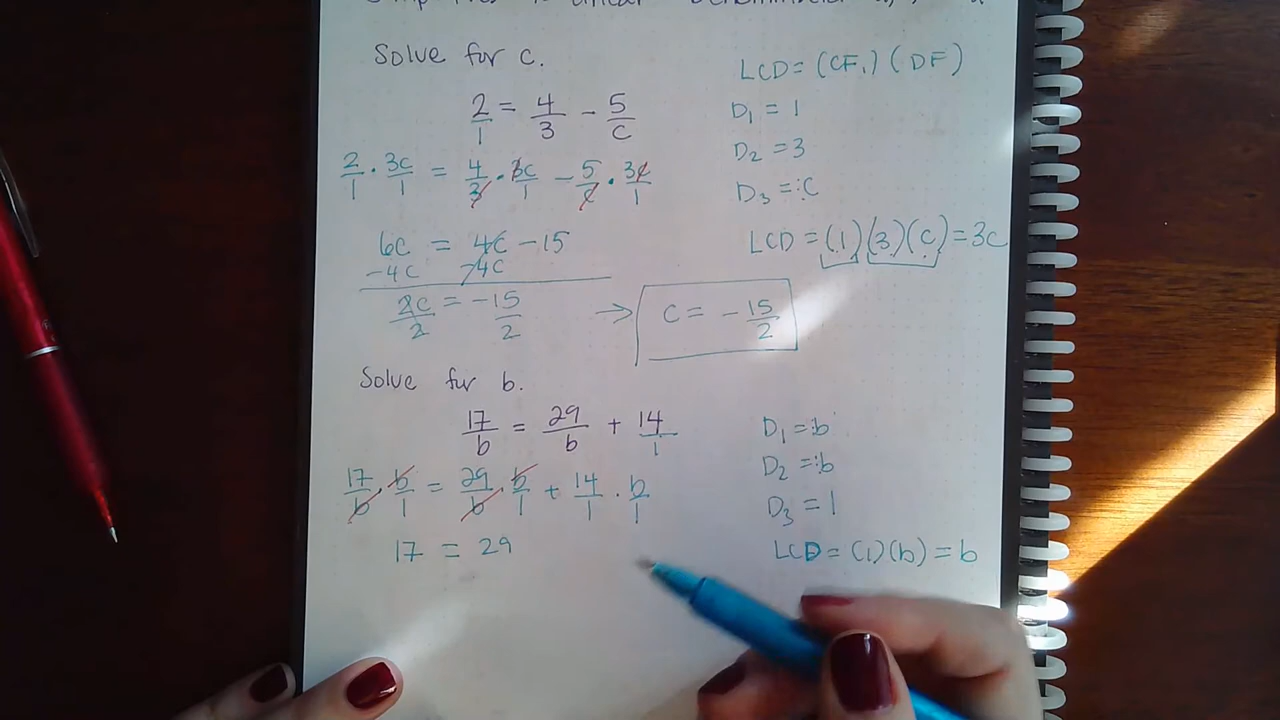 Solve for c.
2/1 = 4/3 - 5/c
2/1 · 3c/1 = 4/3 · 3c/1 - 5/c · 3c/1
6c = 4c - 15
-4c -4c
2c/2 = -15/2 → c = -15/2
LCD = (CF,) (DF)
D1 = 1
D2 = 3
D3 = :c
LCD = (1)(3)(c) = 3c
Solve for b.
17/b = 29/b + 14/1
17/b · b/1 = 29/b · b/1 + 14/1 · b/1
17 = 29
D1 = :b
D2 = :b
D3 = 1
LCD = (1)(b) = b